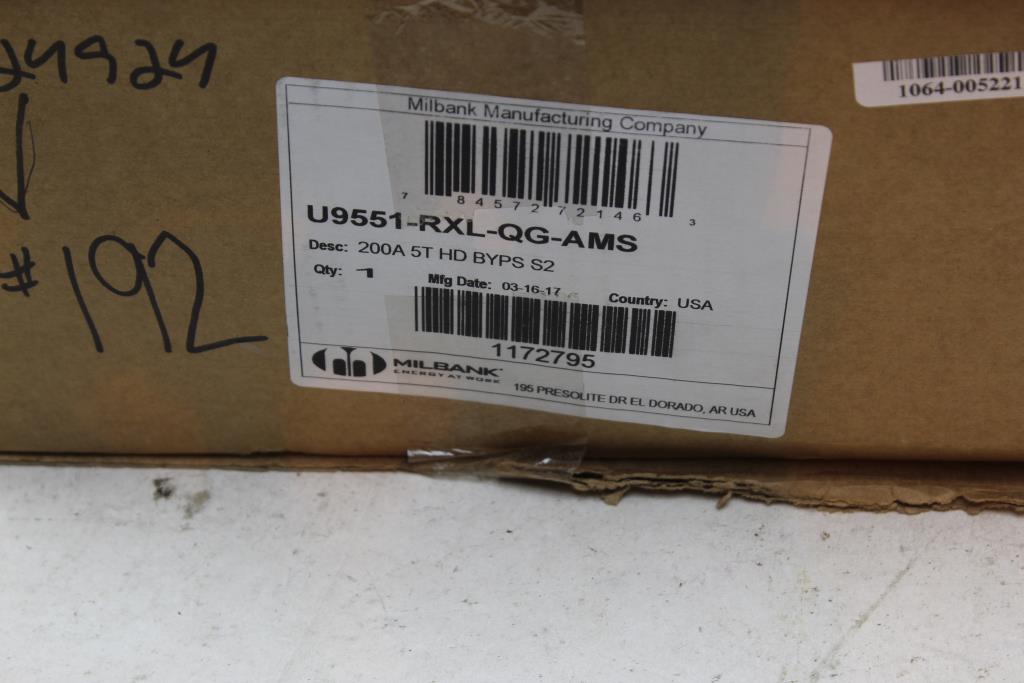 24924
#192
Milbank Manufacturing Company
7 84572 72146 3
U9551-RXL-QG-AMS
Desc: 200A 5T HD BYPS S2
Qty: 1
Mfg Date: 03-16-17
Country: USA
1172795
MILBANK
ENERGY AT WORK
195 PRESOLITE DR EL DORADO, AR USA
1064-005221